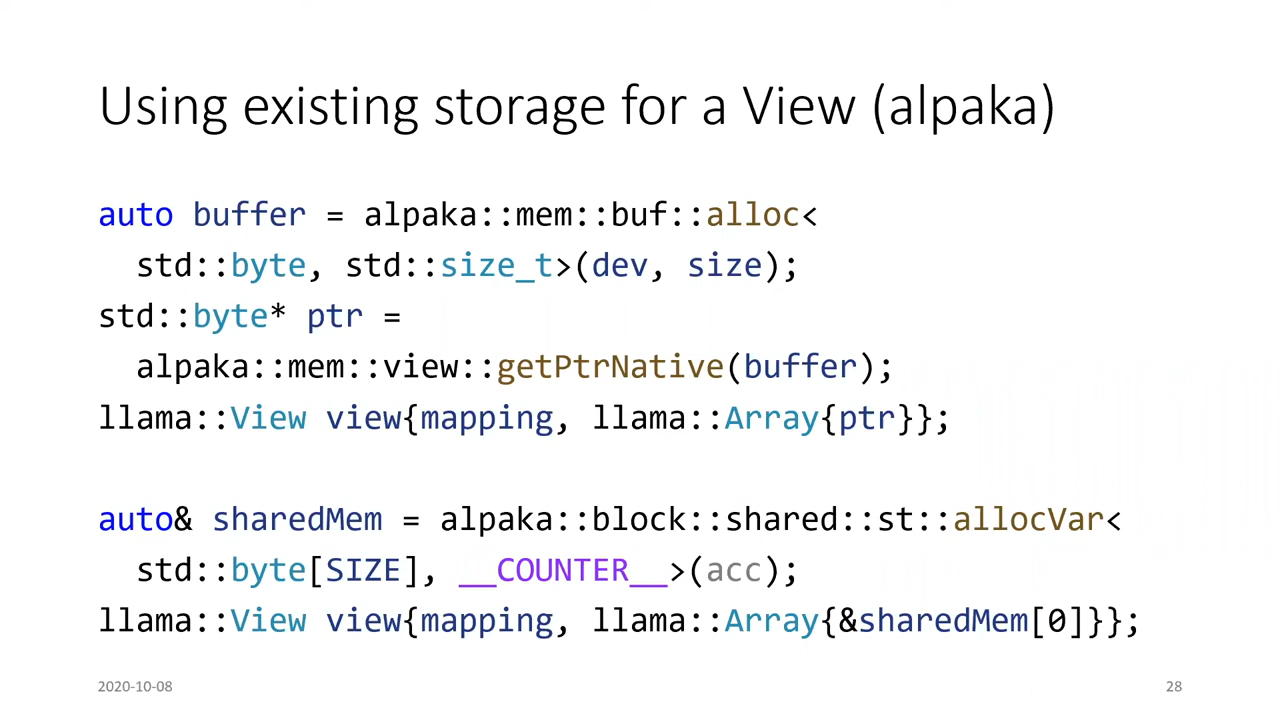 Using existing storage for a View (alpaka)
auto buffer = alpaka::mem::buf::alloc<
std::byte, std::size_t>(dev, size);
std::byte* ptr =
alpaka::mem::view::getPtrNative(buffer);
llama::View view{mapping, llama::Array{ptr}};
auto& sharedMem = alpaka::block::shared::st::allocVar<
std::byte[SIZE], __COUNTER__>(acc);
llama::View view{mapping, llama::Array{&sharedMem[0]}};
2020-10-08
28